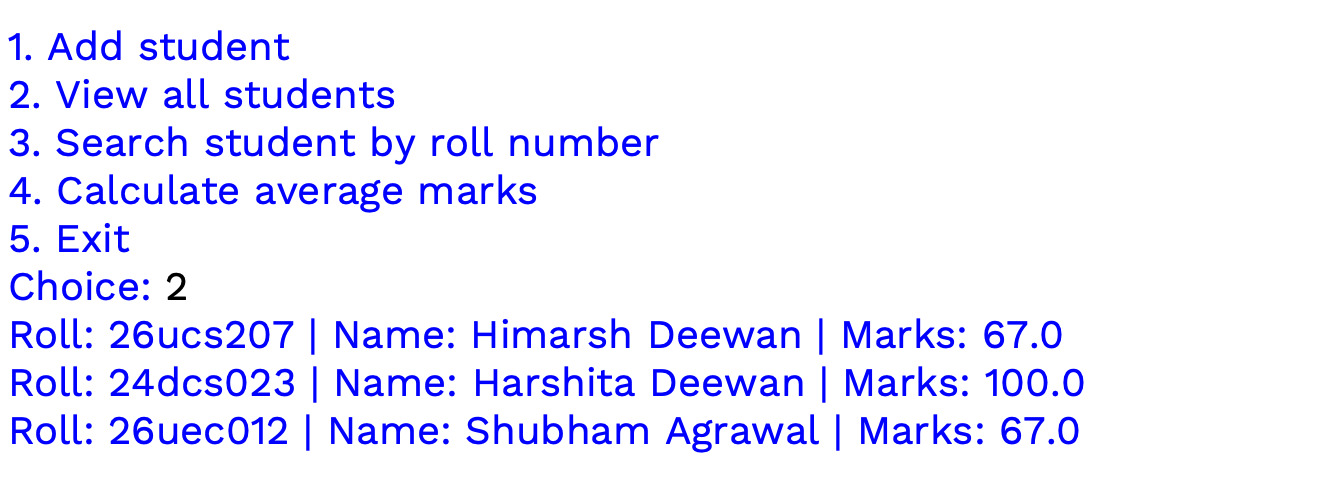 1. Add student
2. View all students
3. Search student by roll number
4. Calculate average marks
5. Exit
Choice: 2
Roll: 26ucs207 | Name: Himarsh Deewan | Marks: 67.0
Roll: 24dcs023 | Name: Harshita Deewan | Marks: 100.0
Roll: 26uec012 | Name: Shubham Agrawal | Marks: 67.0